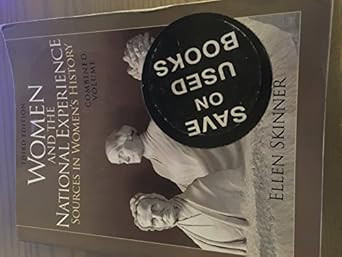 THIRD EDITION
WOMEN
AND THE
NATIONAL EXPERIENCE
SOURCES IN WOMEN'S HISTORY
COMBINED
VOLUME
SAVE
ON
USED
BOOKS
ELLEN SKINNER